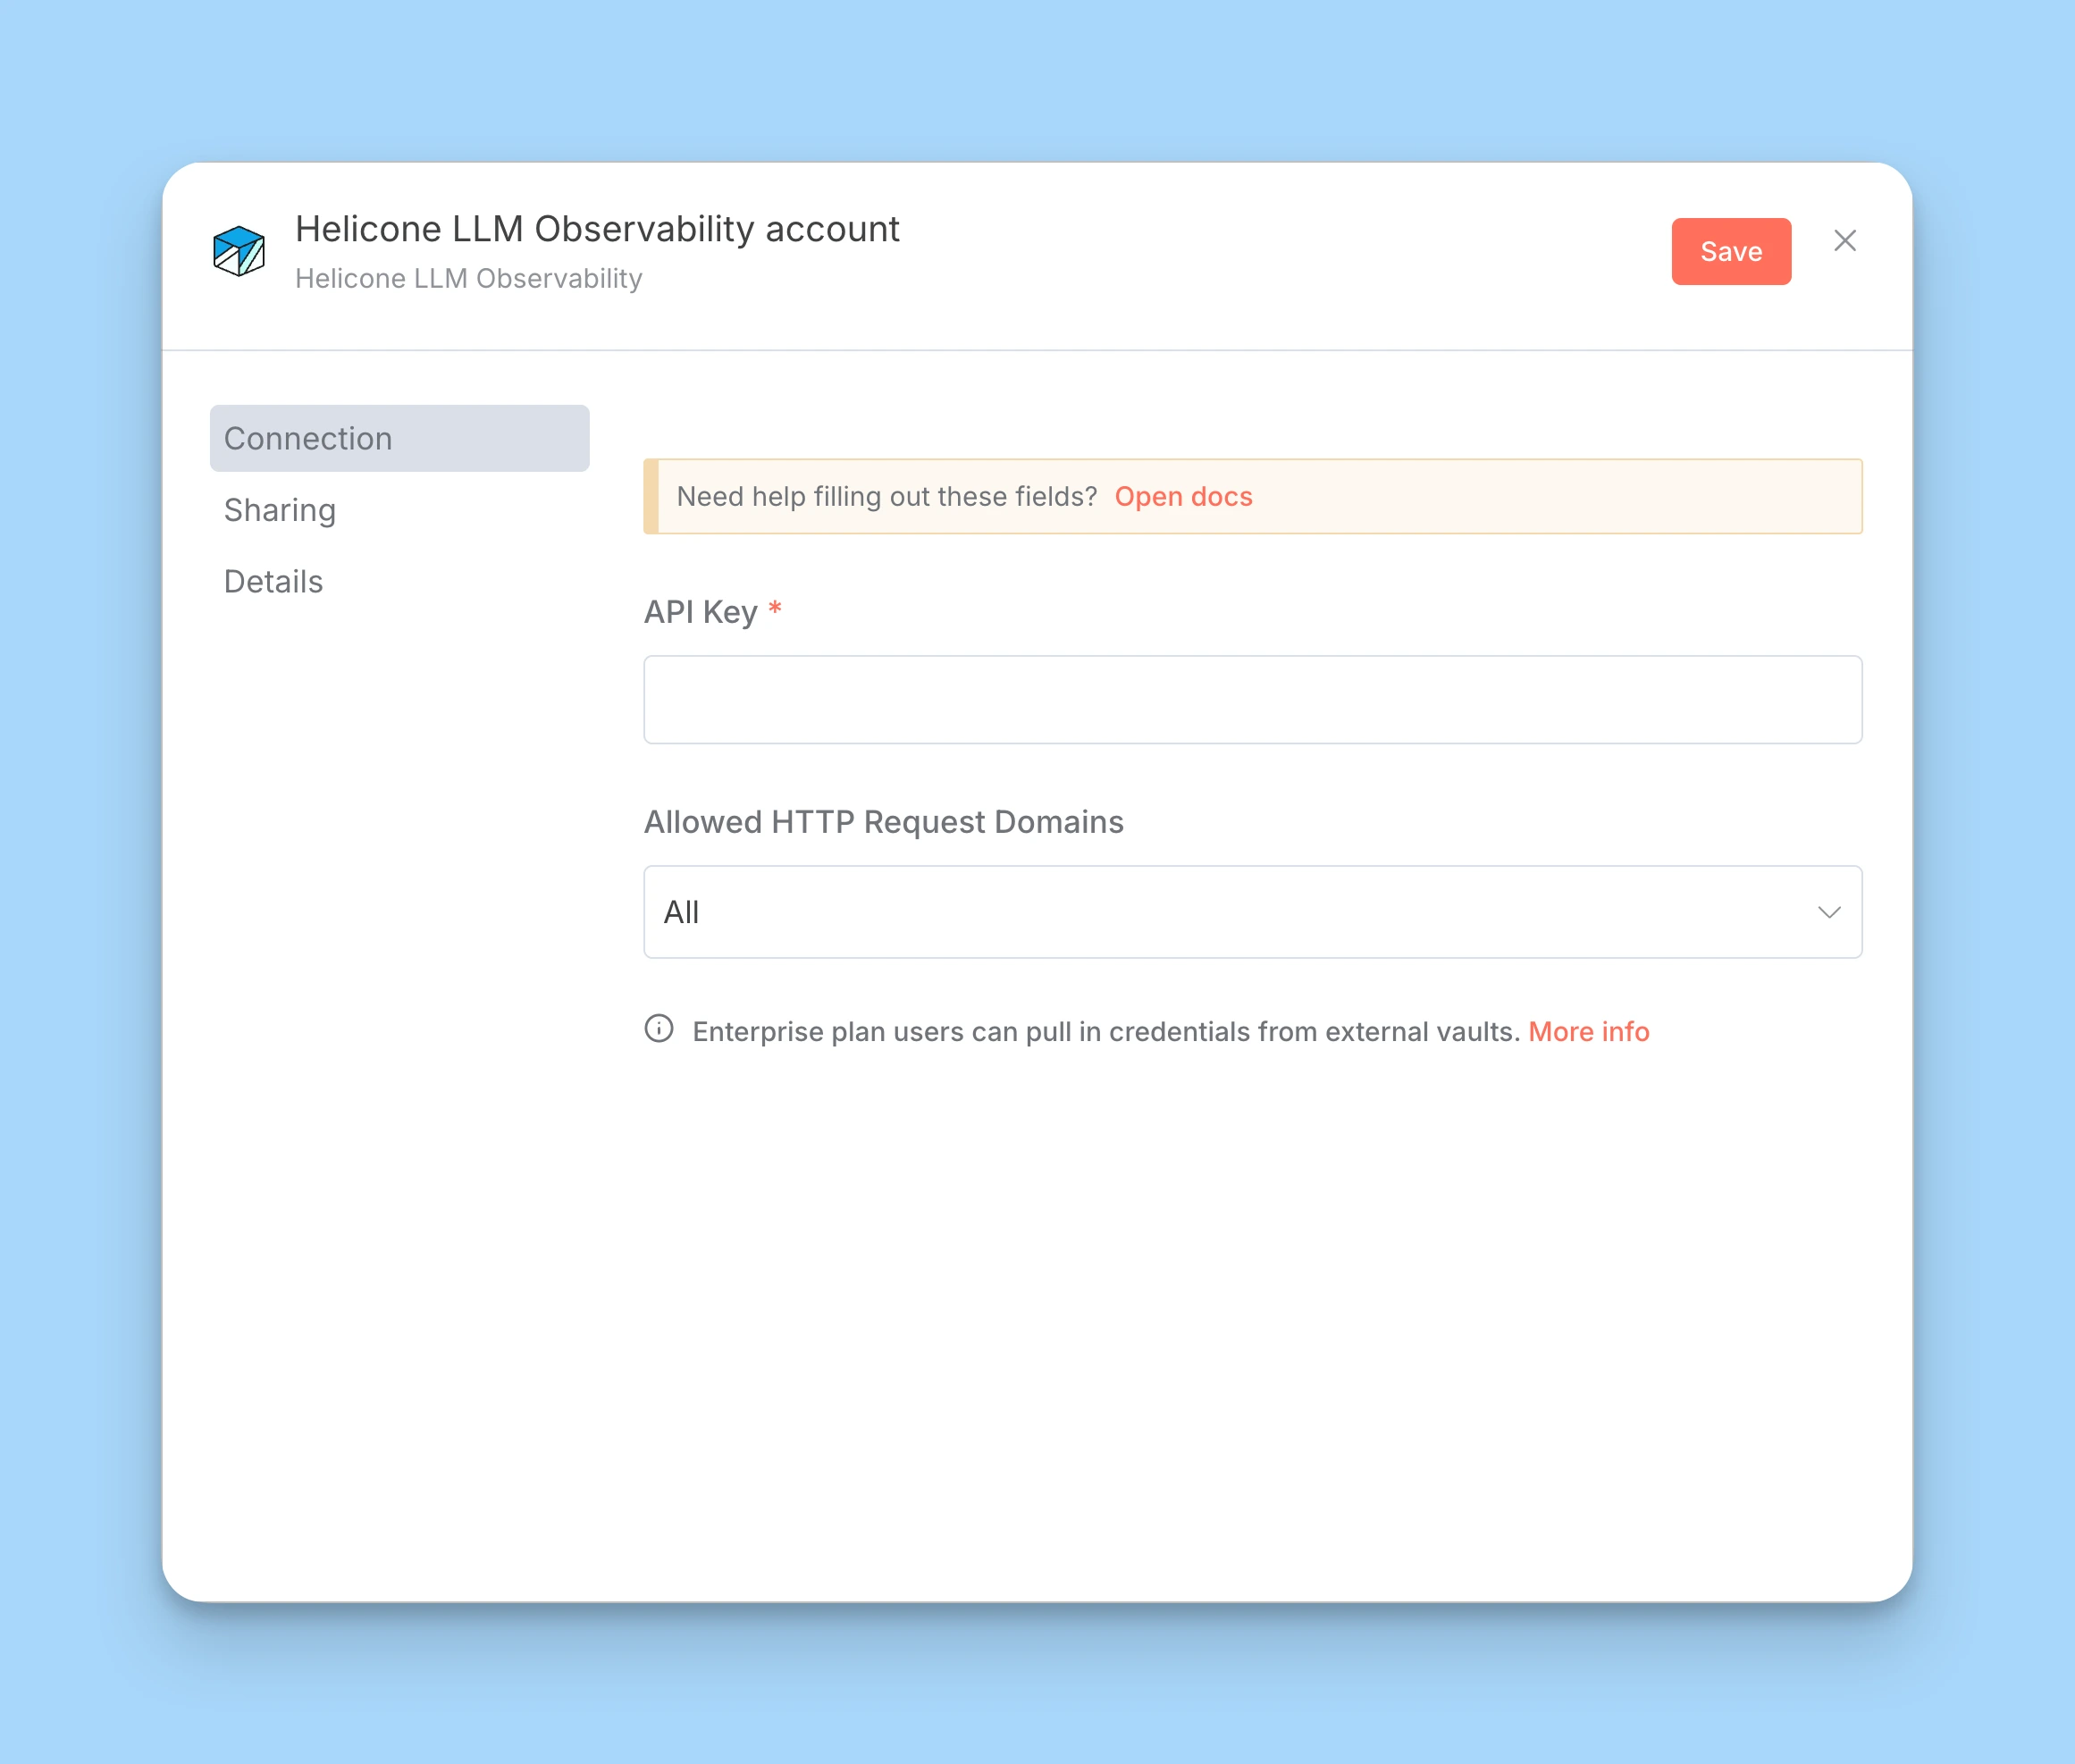 Helicone LLM Observability account
Helicone LLM Observability
Save
Connection
Sharing
Details
Need help filling out these fields? Open docs
API Key *
Allowed HTTP Request Domains
All
Enterprise plan users can pull in credentials from external vaults. More info